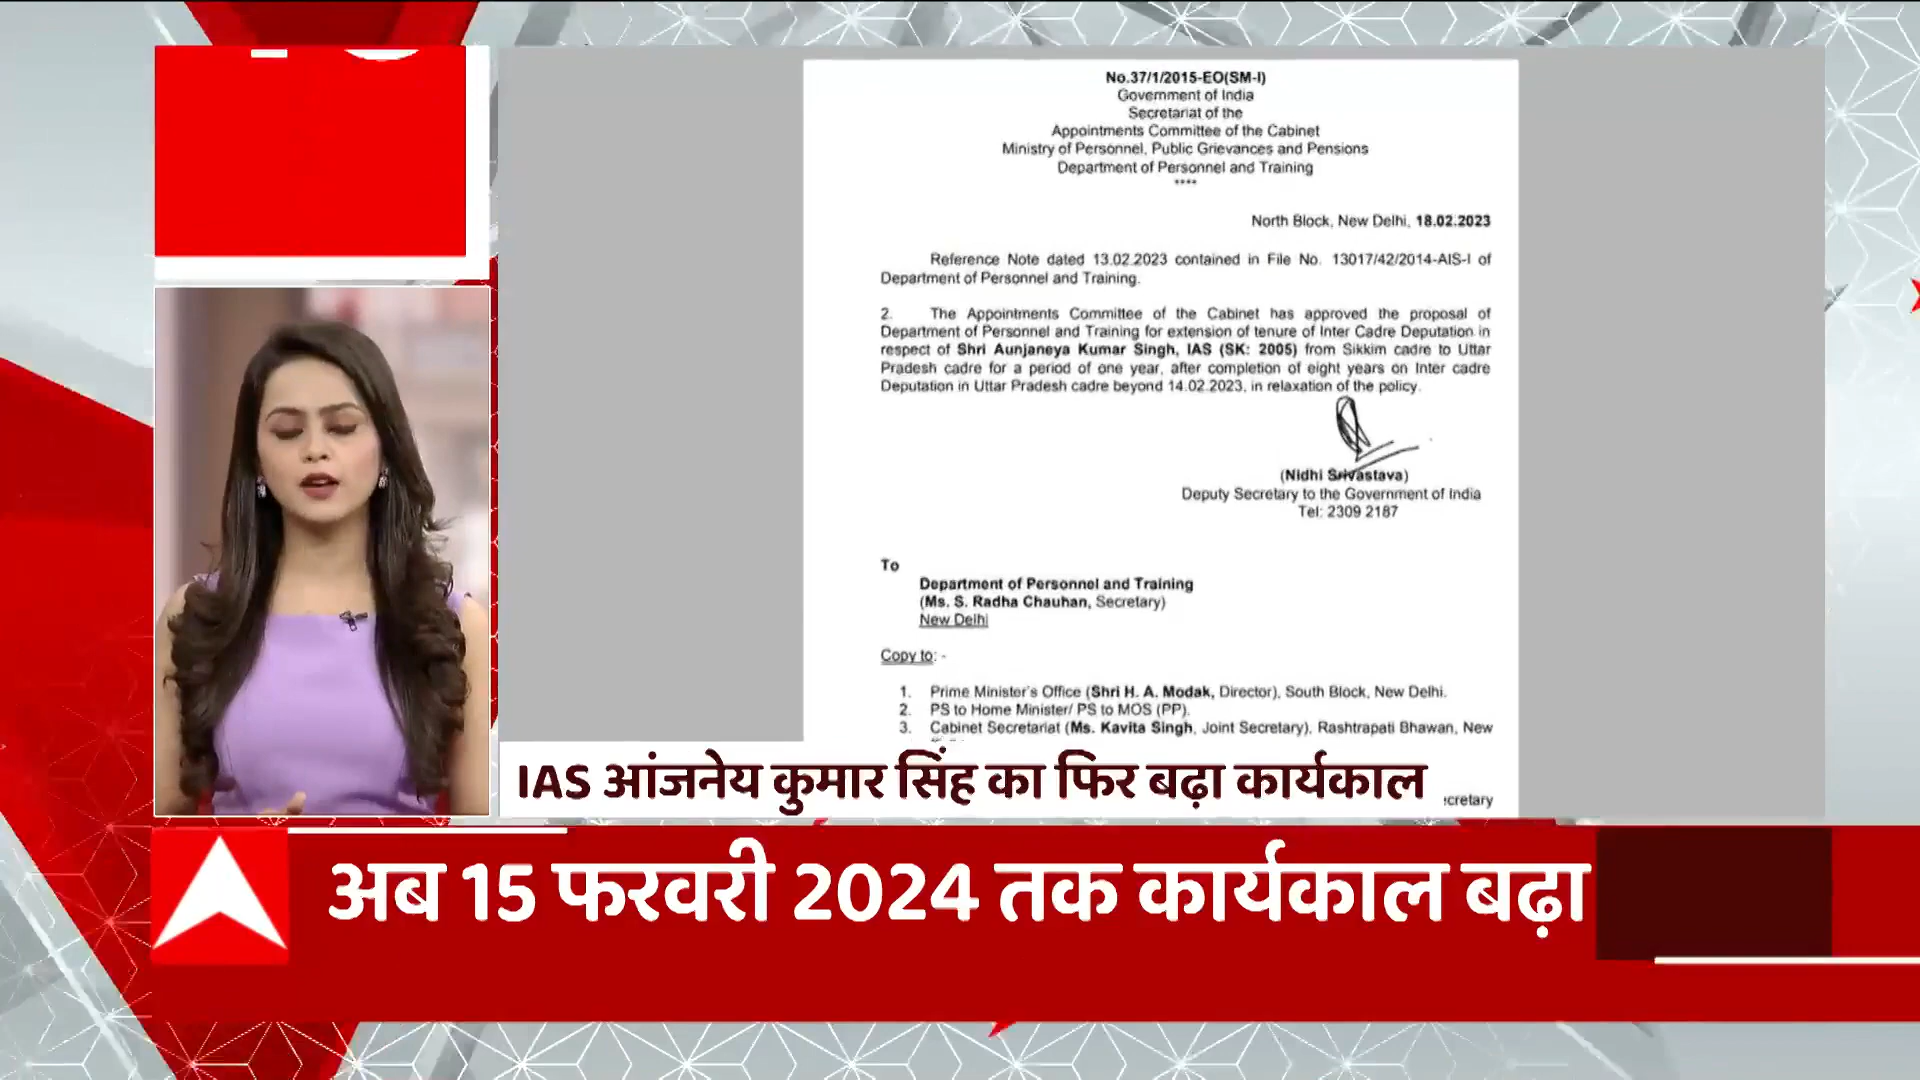 No.37/1/2015-EO(SM-I)
Government of India
Secretariat of the
Appointments Committee of the Cabinet
Ministry of Personnel, Public Grievances and Pensions
Department of Personnel and Training
****
North Block, New Delhi, 18.02.2023
Reference Note dated 13.02.2023 contained in File No. 13017/42/2014-AIS-I of
Department of Personnel and Training.
2. The Appointments Committee of the Cabinet has approved the proposal of
Department of Personnel and Training for extension of tenure of Inter Cadre Deputation in
respect of Shri Aunjaneya Kumar Singh, IAS (SK: 2005) from Sikkim cadre to Uttar
Pradesh cadre for a period of one year, after completion of eight years on Inter cadre
Deputation in Uttar Pradesh cadre beyond 14.02.2023, in relaxation of the policy.
(Nidhi Srivastava)
Deputy Secretary to the Government of India
Tel: 2309 2187
To
Department of Personnel and Training
(Ms. S. Radha Chauhan, Secretary)
New Delhi
Copy to: -
1. Prime Minister's Office (Shri H. A. Modak, Director), South Block, New Delhi.
2. PS to Home Minister/ PS to MOS (PP).
3. Cabinet Secretariat (Ms. Kavita Singh, Joint Secretary), Rashtrapati Bhawan, New
cretary
IAS आंजनेय कुमार सिंह का फिर बढ़ा कार्यकाल
अब 15 फरवरी 2024 तक कार्यकाल बढ़ा